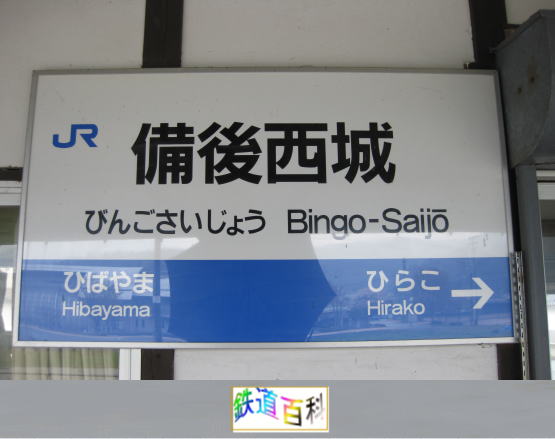 JR 備後西城
びんごさいじょう Bingo-Saijō
ひばやま ひらこ →
Hibayama Hirako
鉄道百科